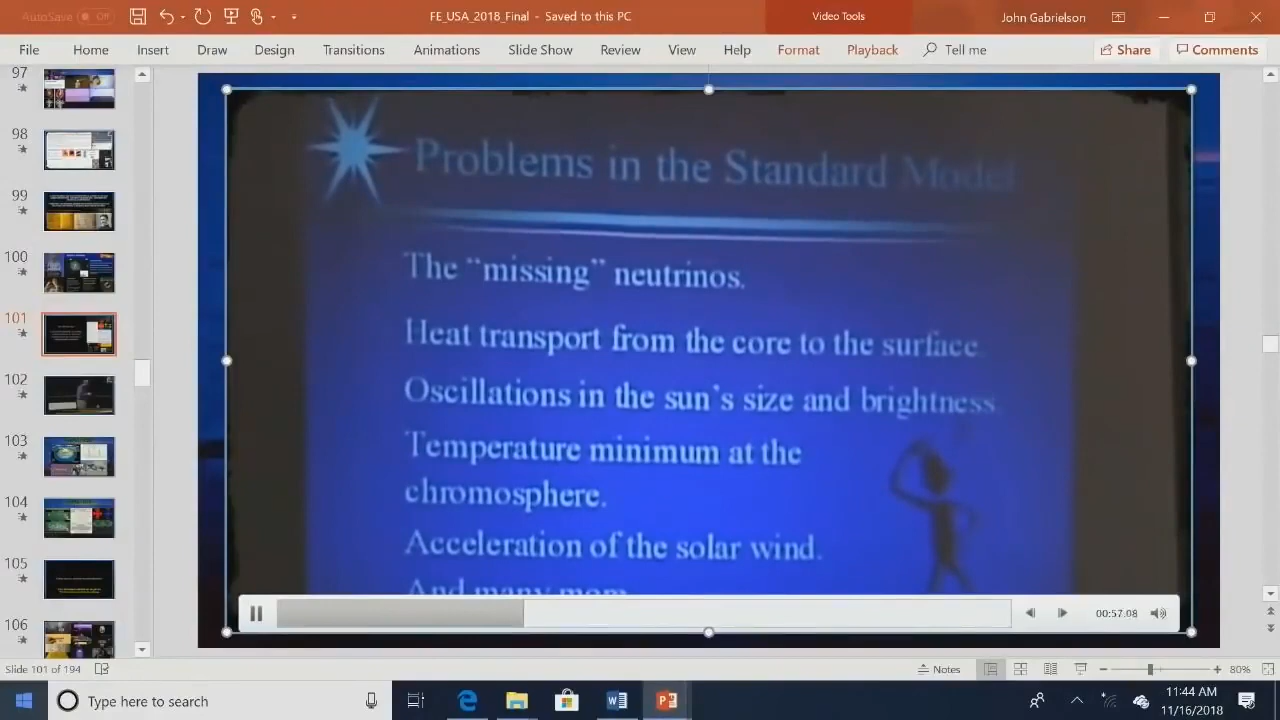 AutoSave Off
FE_USA_2018_Final - Saved to this PC
Video Tools
John Gabrielson
File Home Insert Draw Design Transitions Animations Slide Show Review View Help Format Playback Tell me Share Comments
97
98
99
100
101
102
103
104
105
106
Problems in the Standard Model
The “missing” neutrinos.
Heat transport from the core to the surface.
Oscillations in the sun’s size and brightness.
Temperature minimum at the
chromosphere.
Acceleration of the solar wind.
And many more
00:57.08
Slide 101 of 194
Notes
80%
Type here to search
11:44 AM
11/16/2018